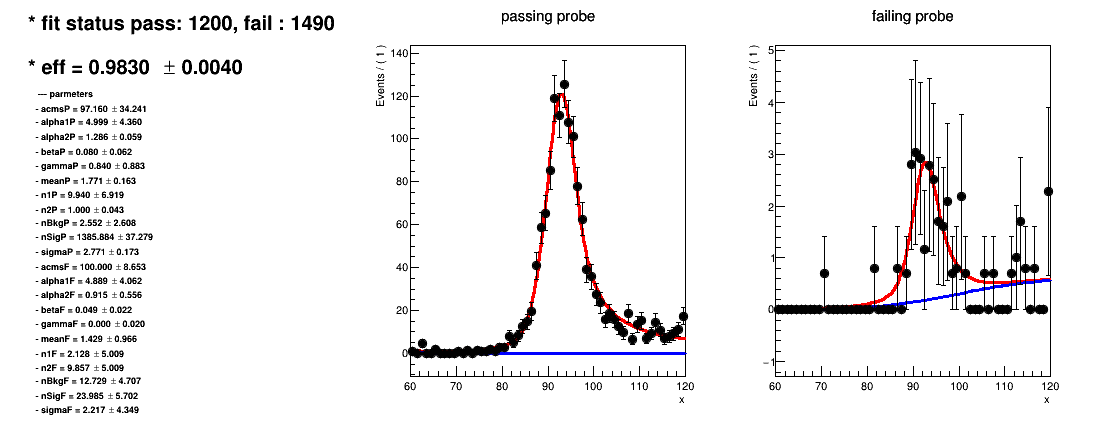 * fit status pass: 1200, fail : 1490
* eff = 0.9830 ± 0.0040
--- parmeters
- acmsP = 97.160 ± 34.241
- alpha1P = 4.999 ± 4.360
- alpha2P = 1.286 ± 0.059
- betaP = 0.080 ± 0.062
- gammaP = 0.840 ± 0.883
- meanP = 1.771 ± 0.163
- n1P = 9.940 ± 6.919
- n2P = 1.000 ± 0.043
- nBkgP = 2.552 ± 2.608
- nSigP = 1385.884 ± 37.279
- sigmaP = 2.771 ± 0.173
- acmsF = 100.000 ± 8.653
- alpha1F = 4.889 ± 4.062
- alpha2F = 0.915 ± 0.556
- betaF = 0.049 ± 0.022
- gammaF = 0.000 ± 0.020
- meanF = 1.429 ± 0.966
- n1F = 2.128 ± 5.009
- n2F = 9.857 ± 5.009
- nBkgF = 12.729 ± 4.707
- nSigF = 23.985 ± 5.702
- sigmaF = 2.217 ± 4.349
passing probe
Events / ( 1 )
140
120
100
80
60
40
20
0
60 70 80 90 100 110 120
x
failing probe
Events / ( 1 )
5
4
3
2
1
0
−1
60 70 80 90 100 110 120
x